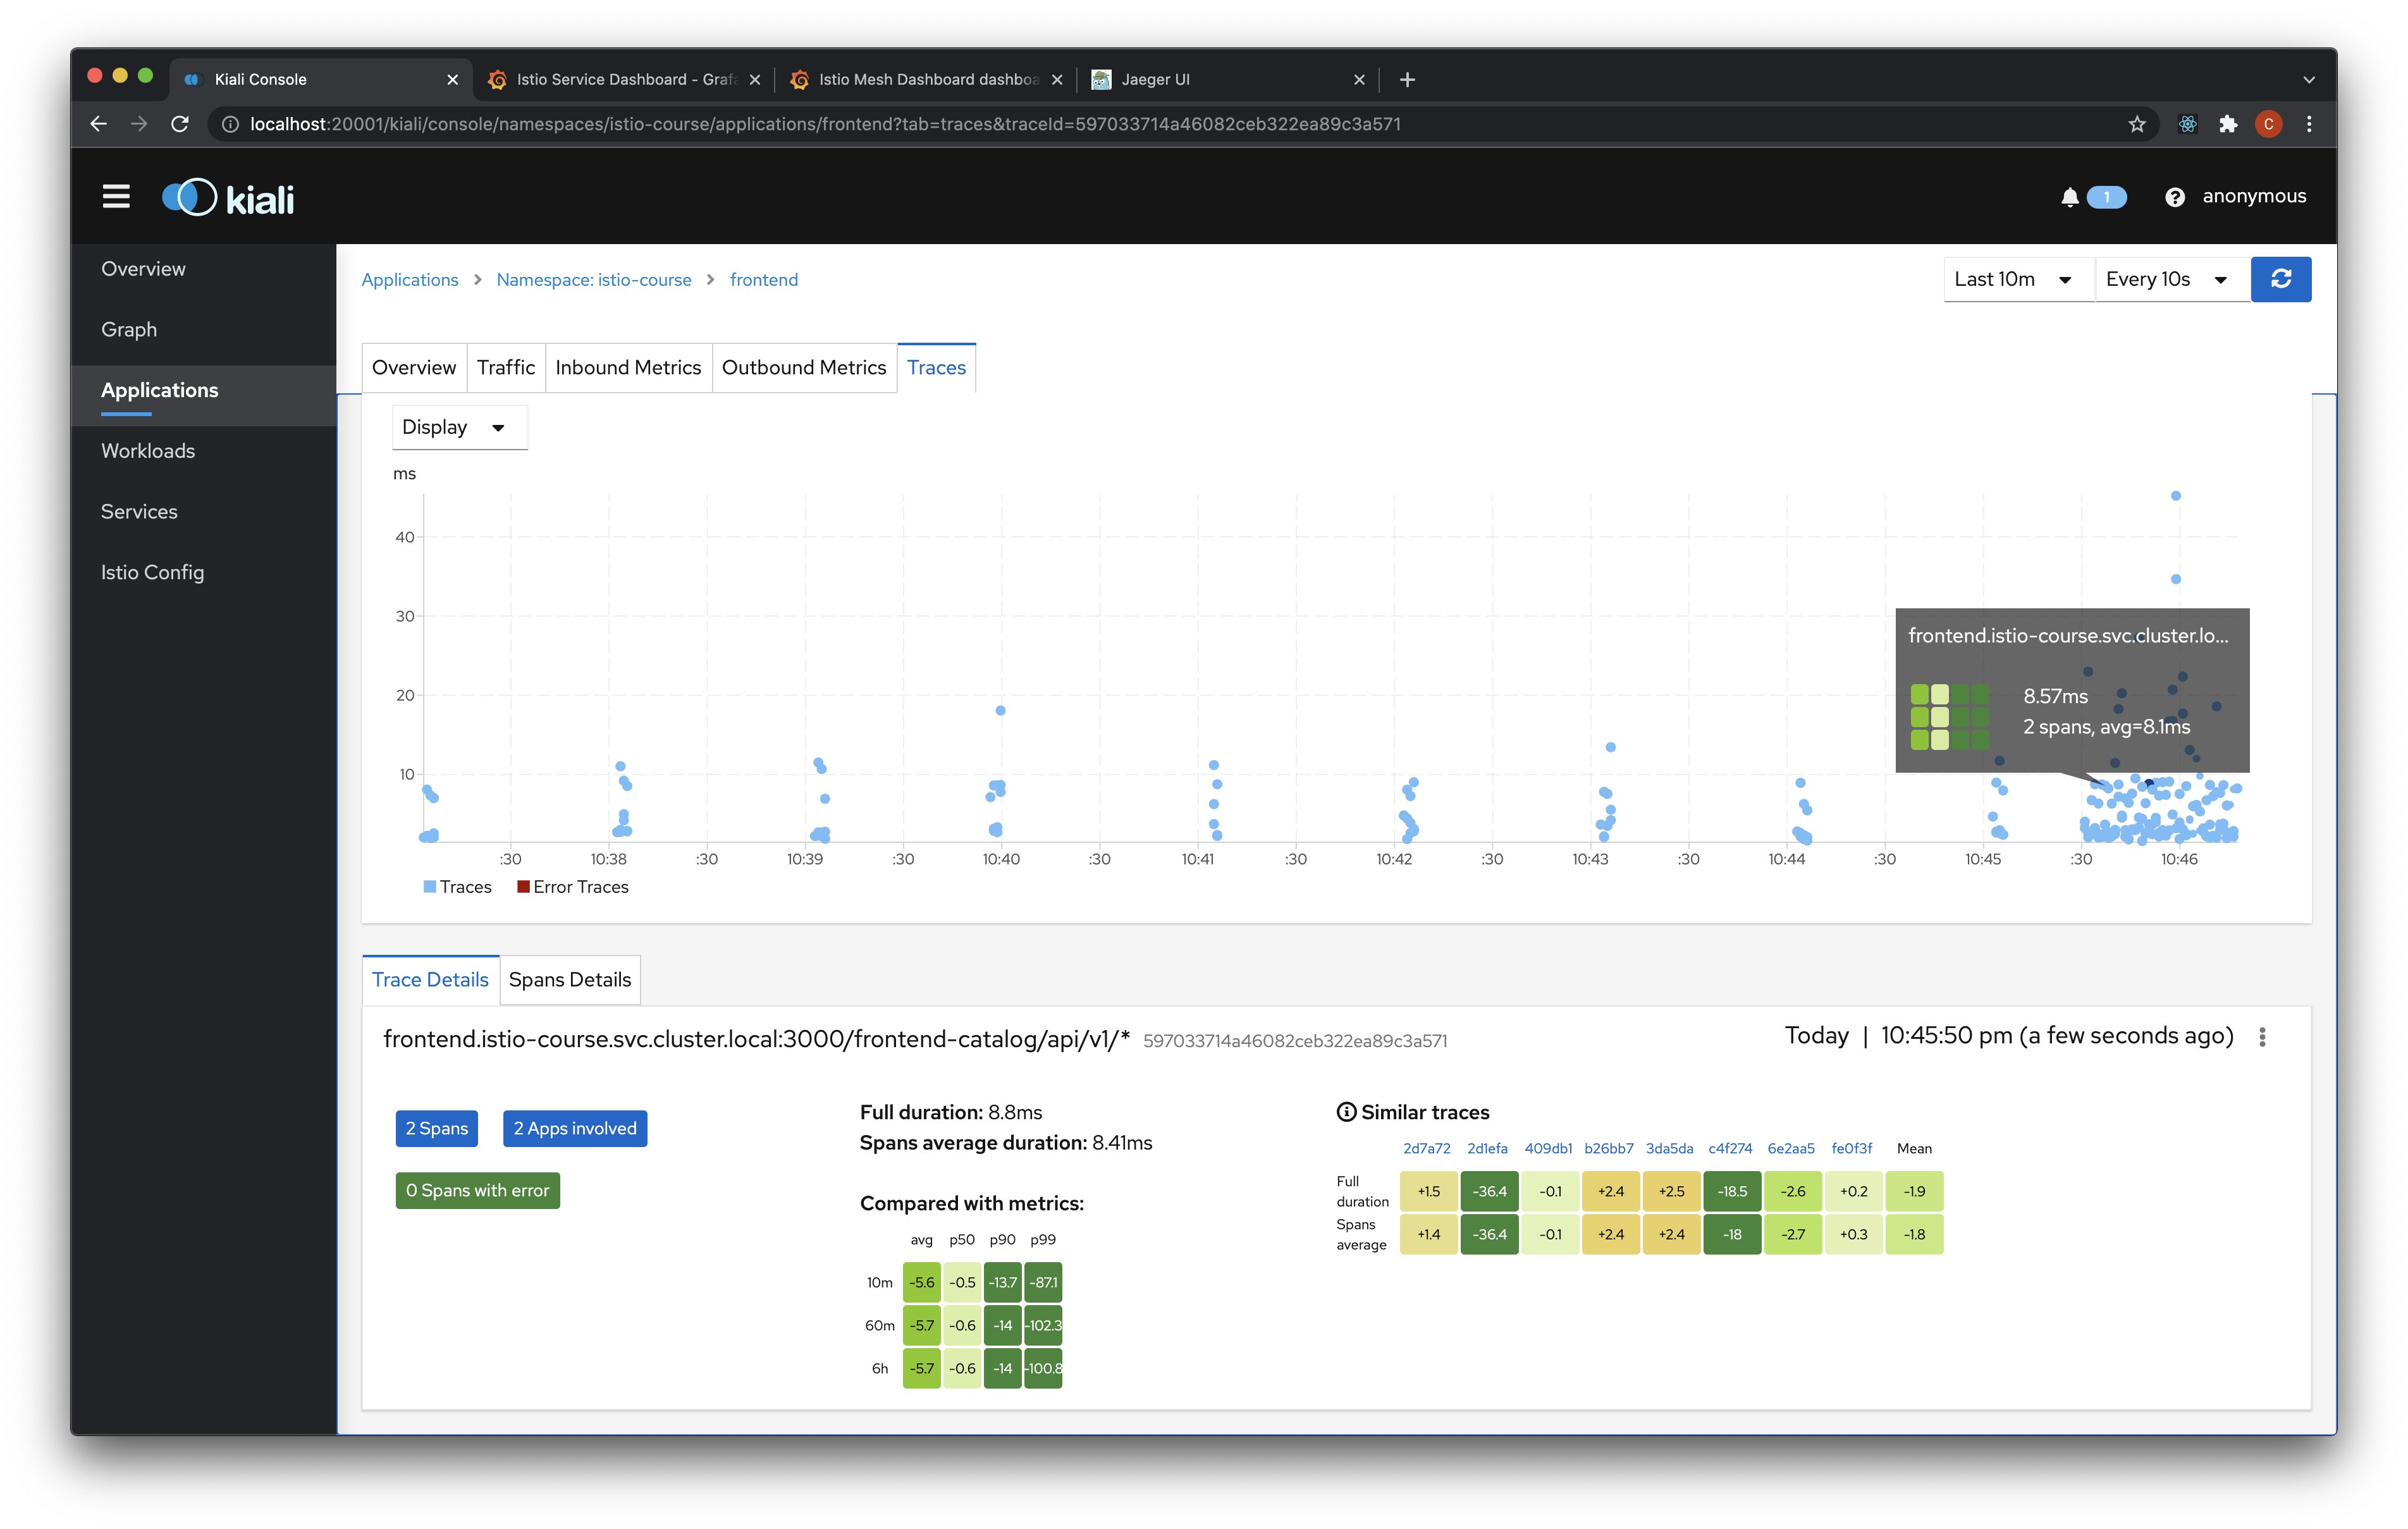 Kiali Console
Istio Service Dashboard - Grafa
Istio Mesh Dashboard dashboa
Jaeger UI
localhost:20001/kiali/console/namespaces/istio-course/applications/frontend?tab=traces&traceId=597033714a46082ceb322ea89c3a571
C
kiali
1
anonymous
Overview
Graph
Applications
Workloads
Services
Istio Config
Applications > Namespace: istio-course > frontend
Last 10m
Every 10s
Overview
Traffic
Inbound Metrics
Outbound Metrics
Traces
Display
ms
40
30
20
10
frontend.istio-course.svc.cluster.lo...
8.57ms
2 spans, avg=8.1ms
:30 10:38 :30 10:39 :30 10:40 :30 10:41 :30 10:42 :30 10:43 :30 10:44 :30 10:45 :30 10:46
Traces Error Traces
Trace Details
Spans Details
frontend.istio-course.svc.cluster.local:3000/frontend-catalog/api/v1/* 597033714a46082ceb322ea89c3a571
Today | 10:45:50 pm (a few seconds ago)
2 Spans
2 Apps involved
0 Spans with error
Full duration: 8.8ms
Spans average duration: 8.41ms
Compared with metrics:
avg p50 p90 p99
10m -5.6 -0.5 -13.7 -87.1
60m -5.7 -0.6 -14 -102.3
6h -5.7 -0.6 -14 -100.8
Similar traces
2d7a72 2d1efa 409db1 b26bb7 3da5da c4f274 6e2aa5 fe0f3f Mean
Full duration +1.5 -36.4 -0.1 +2.4 +2.5 -18.5 -2.6 +0.2 -1.9
Spans average +1.4 -36.4 -0.1 +2.4 +2.4 -18 -2.7 +0.3 -1.8